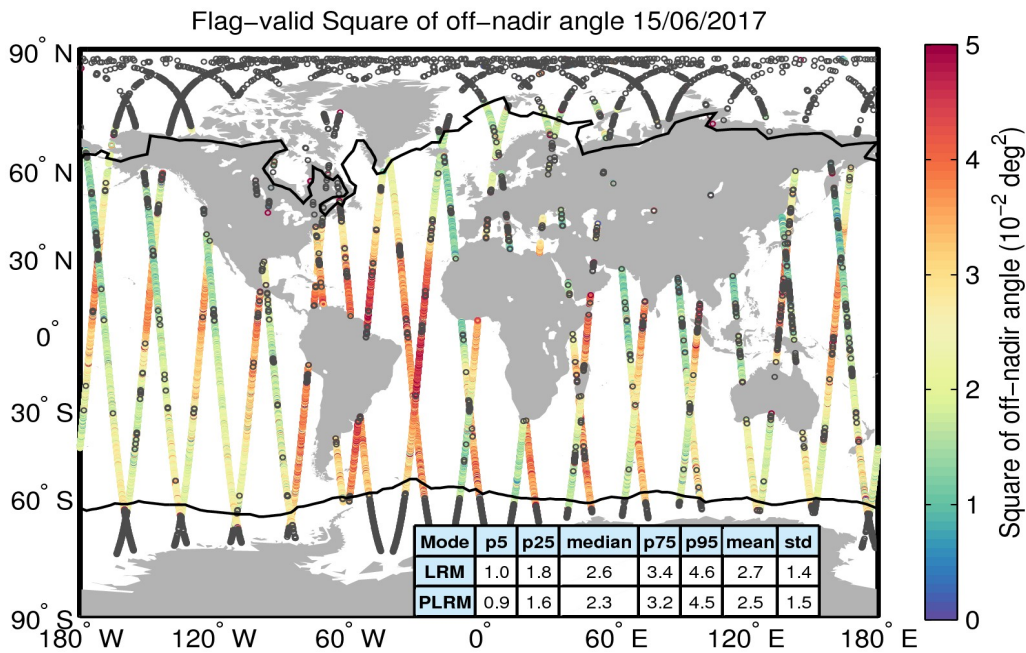 Flag−valid Square of off−nadir angle 15/06/2017
90° N
60° N
30° N
0°
30° S
60° S
90° S
180° W
120° W
60° W
0°
60° E
120° E
180° E
Mode p5 p25 median p75 p95 mean std
LRM 1.0 1.8 2.6 3.4 4.6 2.7 1.4
PLRM 0.9 1.6 2.3 3.2 4.5 2.5 1.5
5
4
3
2
1
0
Square of off−nadir angle (10⁻² deg²)